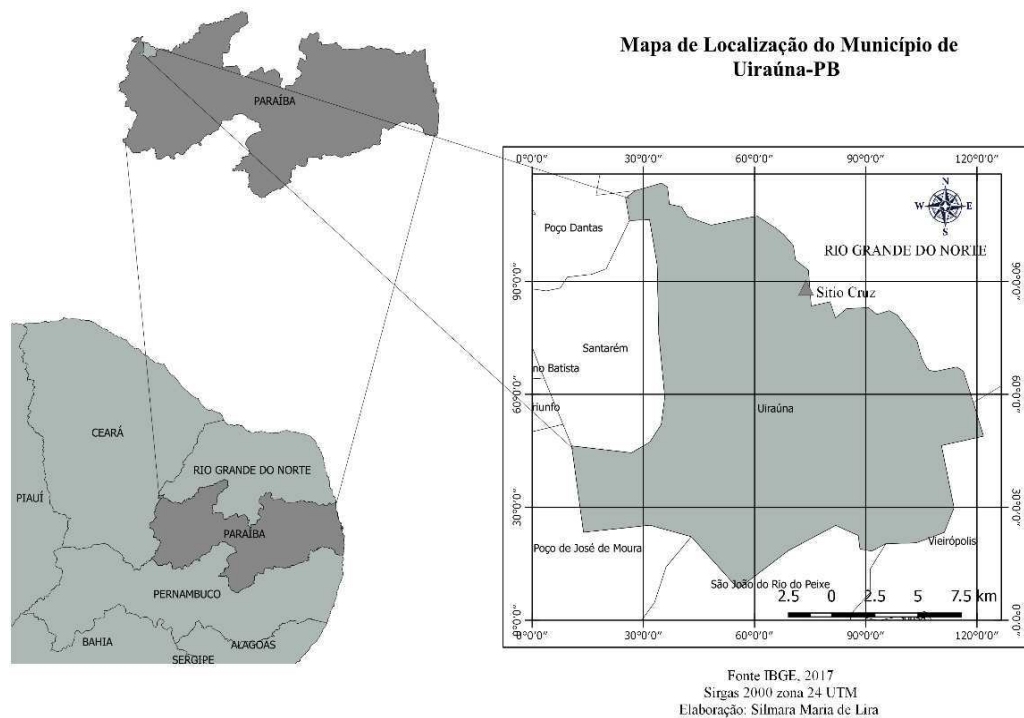 Mapa de Localização do Município de
Uiraúna-PB
PARAÍBA
CEARÁ
RIO GRANDE DO NORTE
PIAUÍ
PARAÍBA
PERNAMBUCO
BAHIA
ALAGOAS
SERGIPE
0°0'0" 30°0'0" 60°0'0" 90°0'0" 120°0'0"
N
W E
S
Poço Dantas
RIO GRANDE DO NORTE
90°0'0" 90°0'0"
Sitio Cruz
Santarém
no Batista
60°0'0" 60°0'0"
riunfo
Uiraúna
30°0'0" 30°0'0"
Poço de José de Moura
Vieirópolis
São João do Rio do Peixe
2.5 0 2.5 5 7.5 km
0°0'0"
0°0'0" 30°0'0" 60°0'0" 90°0'0" 120°0'0"
Fonte IBGE, 2017
Sirgas 2000 zona 24 UTM
Elaboração: Silmara Maria de Lira